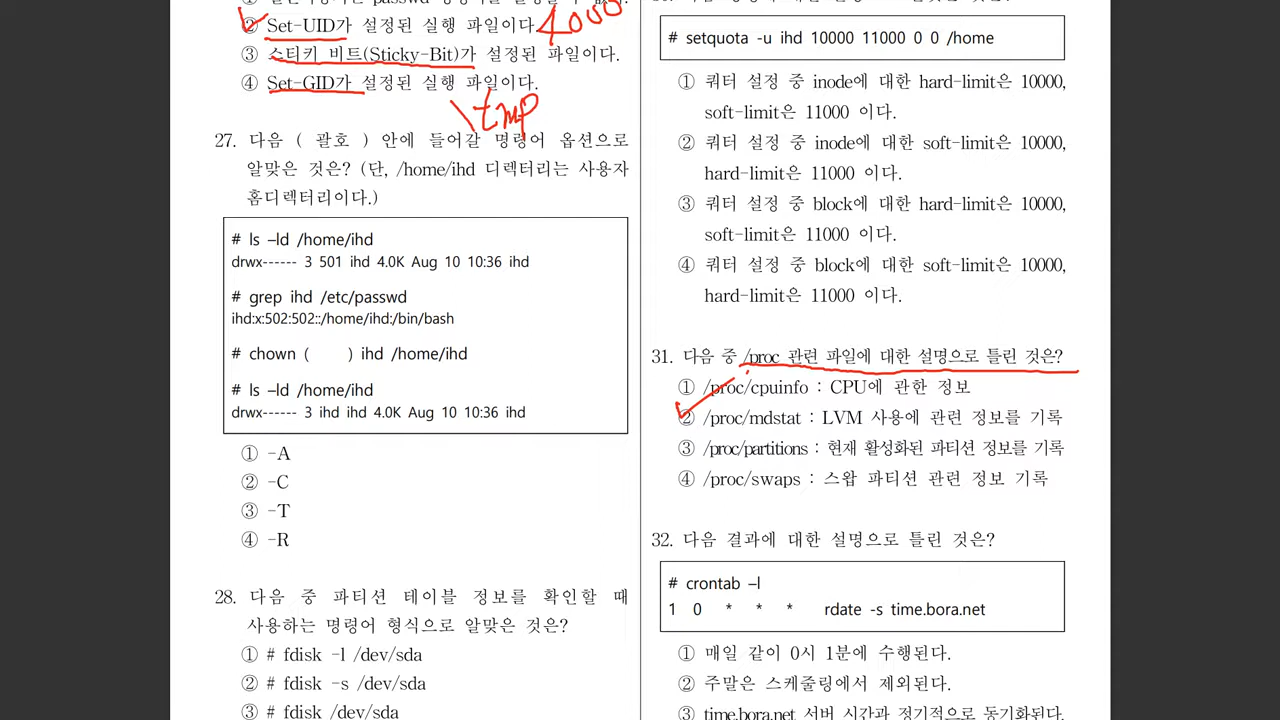 ② Set-UID가 설정된 실행 파일이다. 4000
③ 스티키 비트(Sticky-Bit)가 설정된 파일이다.
④ Set-GID가 설정된 실행 파일이다.
\tmp
27. 다음 ( 괄호 ) 안에 들어갈 명령어 옵션으로
알맞은 것은? (단, /home/ihd 디렉터리는 사용자
홈디렉터리이다.)
# ls –ld /home/ihd
drwx------ 3 501 ihd 4.0K Aug 10 10:36 ihd
# grep ihd /etc/passwd
ihd:x:502:502::/home/ihd:/bin/bash
# chown ( ) ihd /home/ihd
# ls –ld /home/ihd
drwx------ 3 ihd ihd 4.0K Aug 10 10:36 ihd
① -A
② -C
③ -T
④ -R
28. 다음 중 파티션 테이블 정보를 확인할 때
사용하는 명령어 형식으로 알맞은 것은?
① # fdisk -l /dev/sda
② # fdisk -s /dev/sda
③ # fdisk /dev/sda
# setquota -u ihd 10000 11000 0 0 /home
① 쿼터 설정 중 inode에 대한 hard-limit은 10000,
soft-limit은 11000 이다.
② 쿼터 설정 중 inode에 대한 soft-limit은 10000,
hard-limit은 11000 이다.
③ 쿼터 설정 중 block에 대한 hard-limit은 10000,
soft-limit은 11000 이다.
④ 쿼터 설정 중 block에 대한 soft-limit은 10000,
hard-limit은 11000 이다.
31. 다음 중 /proc 관련 파일에 대한 설명으로 틀린 것은?
① /proc/cpuinfo : CPU에 관한 정보
② /proc/mdstat : LVM 사용에 관련 정보를 기록
③ /proc/partitions : 현재 활성화된 파티션 정보를 기록
④ /proc/swaps : 스왑 파티션 관련 정보 기록
32. 다음 결과에 대한 설명으로 틀린 것은?
# crontab –l
1 0 * * * rdate -s time.bora.net
① 매일 같이 0시 1분에 수행된다.
② 주말은 스케줄링에서 제외된다.
③ time.bora.net 서버 시간과 정기적으로 동기화된다.